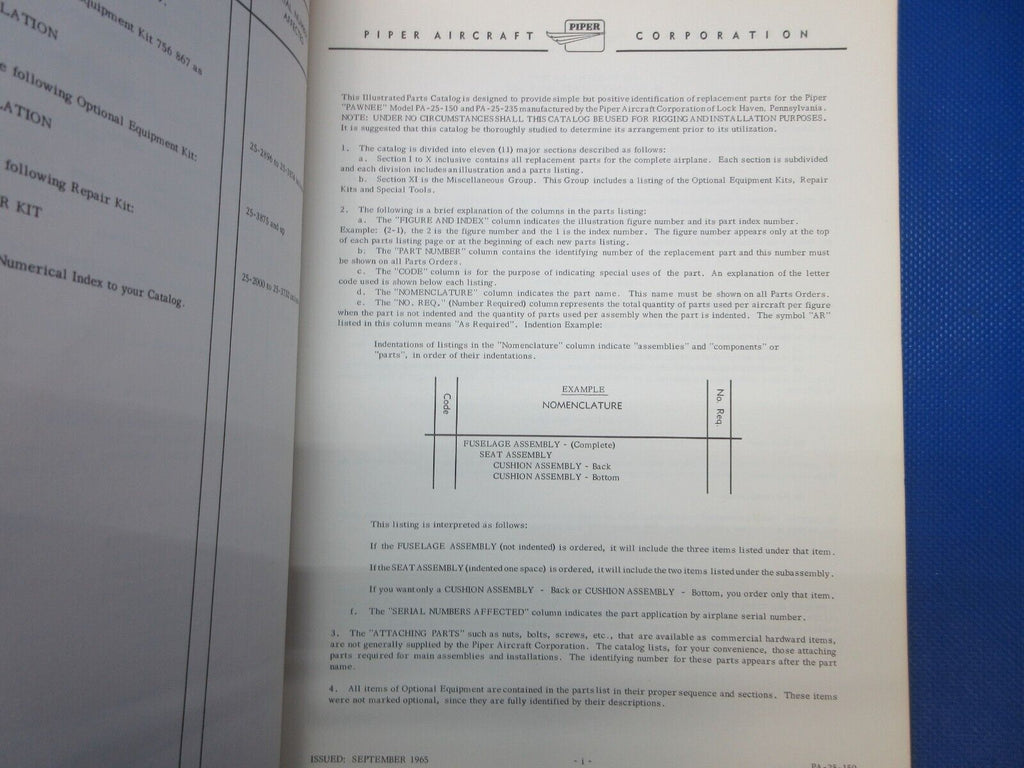 LATION
quipment Kit 756 867 as
e following Optional Equipment Kit:
ATION
following Repair Kit:
R KIT
Numerical Index to your Catalog.
AFFECTED
25-3875 and up
PIPER AIRCRAFT PIPER CORPORATION
This Illustrated Parts Catalog is designed to provide simple but positive identification of replacement parts for the Piper
"PAWNEE" Model PA-25-150 and PA-25-235 manufactured by the Piper Aircraft Corporation of Lock Haven, Pennsylvania.
NOTE: UNDER NO CIRCUMSTANCES SHALL THIS CATALOG BE USED FOR RIGGING AND INSTALLATION PURPOSES.
It is suggested that this catalog be thoroughly studied to determine its arrangement prior to its utilization.
1. The catalog is divided into eleven (11) major sections described as follows:
a. Section I to X inclusive contains all replacement parts for the complete airplane. Each section is subdivided
and each division includes an illustration and a parts listing.
b. Section XI is the Miscellaneous Group. This Group includes a listing of the Optional Equipment Kits, Repair
Kits and Special Tools.
2. The following is a brief explanation of the columns in the parts listing:
a. The "FIGURE AND INDEX" column indicates the illustration figure number and its part index number.
Example: (2-1), the 2 is the figure number and the 1 is the index number. The figure number appears only at the top
of each parts listing page or at the beginning of each new parts listing.
b. The "PART NUMBER" column contains the identifying number of the replacement part and this number must
be shown on all Parts Orders.
c. The "CODE" column is for the purpose of indicating special uses of the part. An explanation of the letter
code used is shown below each listing.
d. The "NOMENCLATURE" column indicates the part name. This name must be shown on all Parts Orders.
e. The "NO. REQ." (Number Required) column represents the total quantity of parts used per aircraft per figure
when the part is not indented and the quantity of parts used per assembly when the part is indented. The symbol "AR"
listed in this column means "As Required". Indention Example:
Indentations of listings in the "Nomenclature" column indicate "assemblies" and "components" or
"parts", in order of their indentations.
Code
EXAMPLE
NOMENCLATURE
No. Req.
FUSELAGE ASSEMBLY - (Complete)
SEAT ASSEMBLY
CUSHION ASSEMBLY - Back
CUSHION ASSEMBLY - Bottom
This listing is interpreted as follows:
If the FUSELAGE ASSEMBLY (not indented) is ordered, it will include the three items listed under that item.
If the SEAT ASSEMBLY (indented one space) is ordered, it will include the two items listed under the subassembly.
If you want only a CUSHION ASSEMBLY - Back or CUSHION ASSEMBLY - Bottom, you order only that item.
f. The "SERIAL NUMBERS AFFECTED" column indicates the part application by airplane serial number.
3. The "ATTACHING PARTS" such as nuts, bolts, screws, etc., that are available as commercial hardware items,
are not generally supplied by the Piper Aircraft Corporation. The catalog lists, for your convenience, those attaching
parts required for main assemblies and installations. The identifying number for these parts appears after the part
name.
4. All items of Optional Equipment are contained in the parts list in their proper sequence and sections. These items
were not marked optional, since they are fully identified by their descriptions.
ISSUED: SEPTEMBER 1965
- i -
PA-25-150